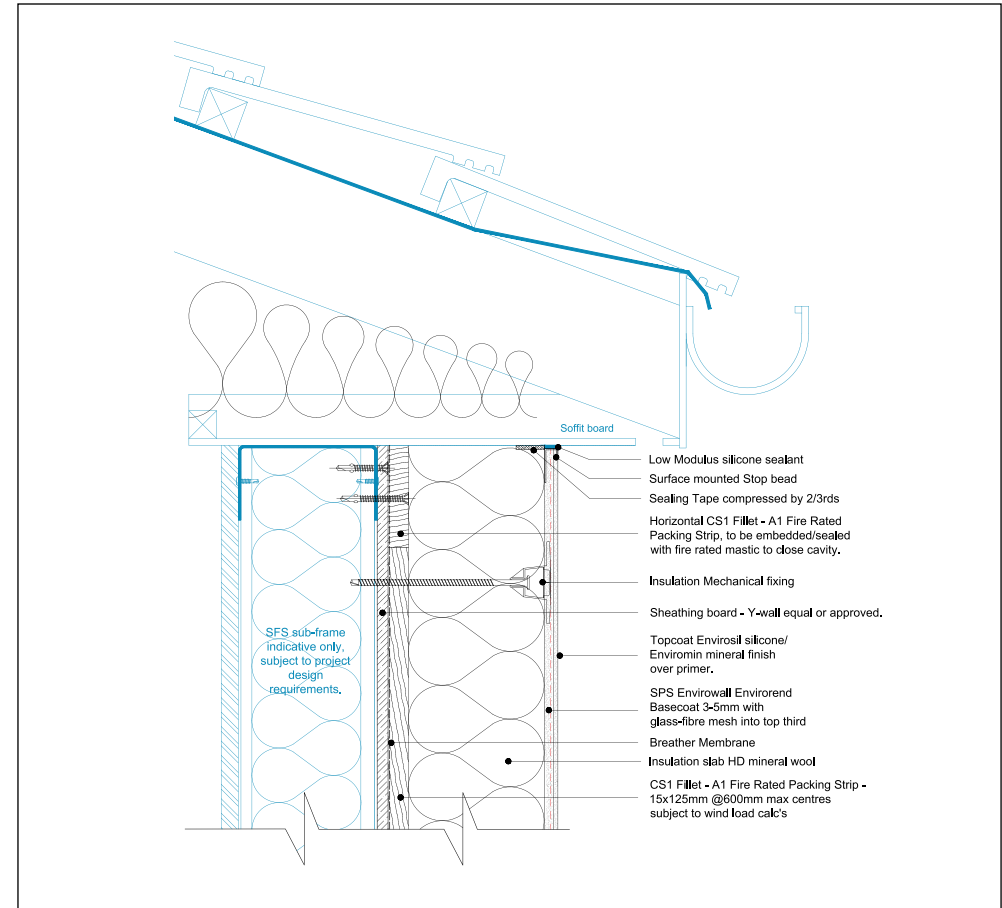 Soffit board
Low Modulus silicone sealant
Surface mounted Stop bead
Sealing Tape compressed by 2/3rds
Horizontal CS1 Fillet - A1 Fire Rated
Packing Strip, to be embedded/sealed
with fire rated mastic to close cavity.
Insulation Mechanical fixing
Sheathing board - Y-wall equal or approved.
SFS sub-frame
indicative only,
subject to project
design
requirements.
Topcoat Envirosil silicone/
Enviromin mineral finish
over primer.
SPS Envirowall Envirorend
Basecoat 3-5mm with
glass-fibre mesh into top third
Breather Membrane
Insulation slab HD mineral wool
CS1 Fillet - A1 Fire Rated Packing Strip -
15x125mm @600mm max centres
subject to wind load calc's